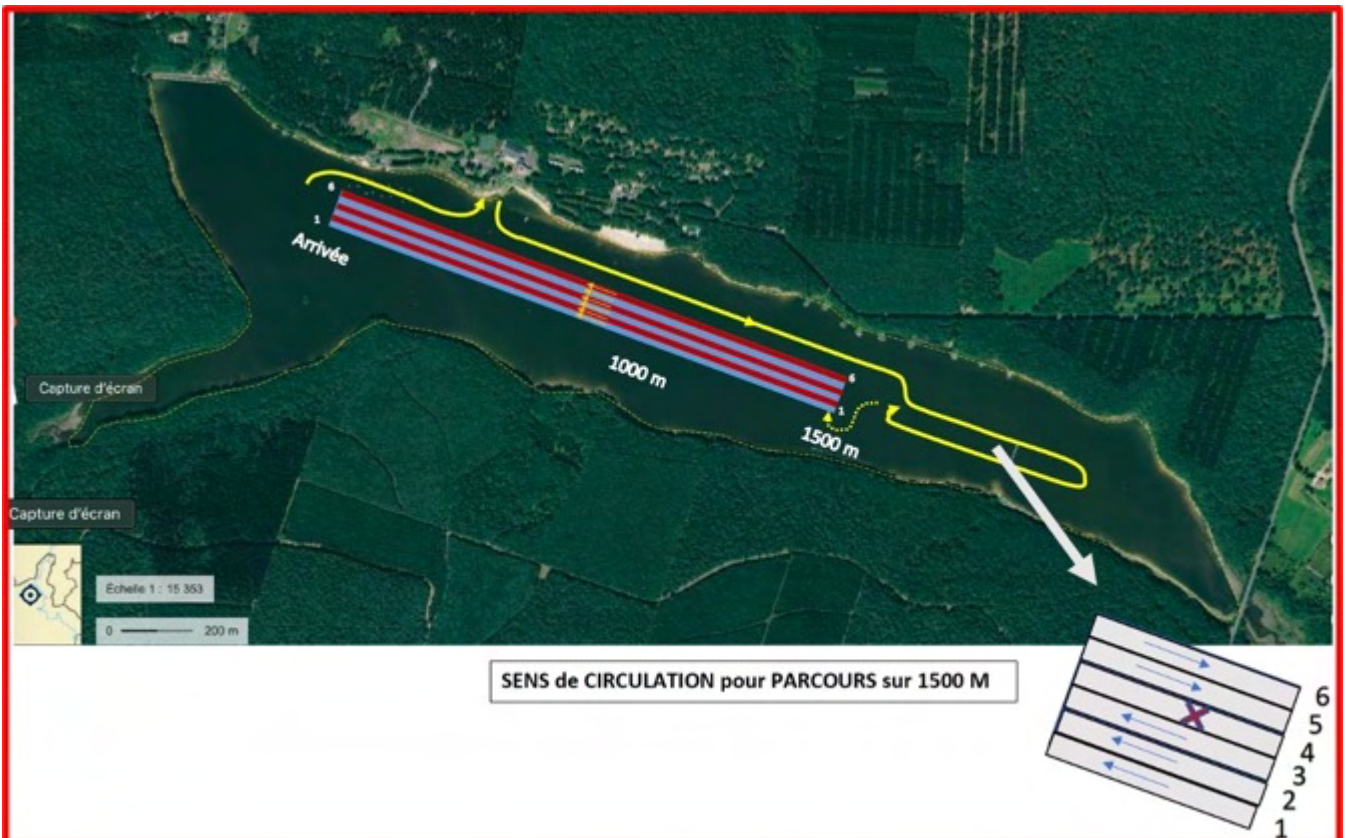 6
1
Arrivée
1000 m
6
1
1500 m
Capture d'écran
Capture d'écran
Échelle 1 : 15 353
0 200 m
SENS de CIRCULATION pour PARCOURS sur 1500 M
6
5
4
3
2
1